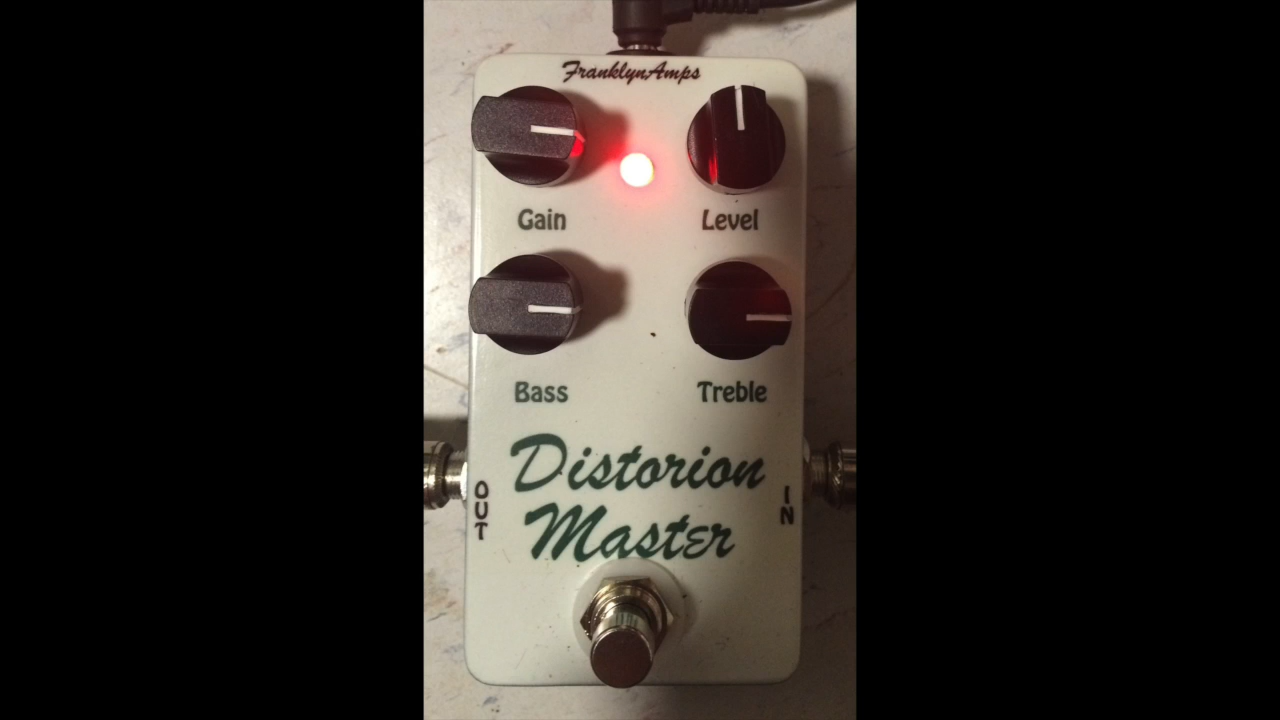 FranklynAmps
Gain
Level
Bass
Treble
Distorion
Master
OUT
IN